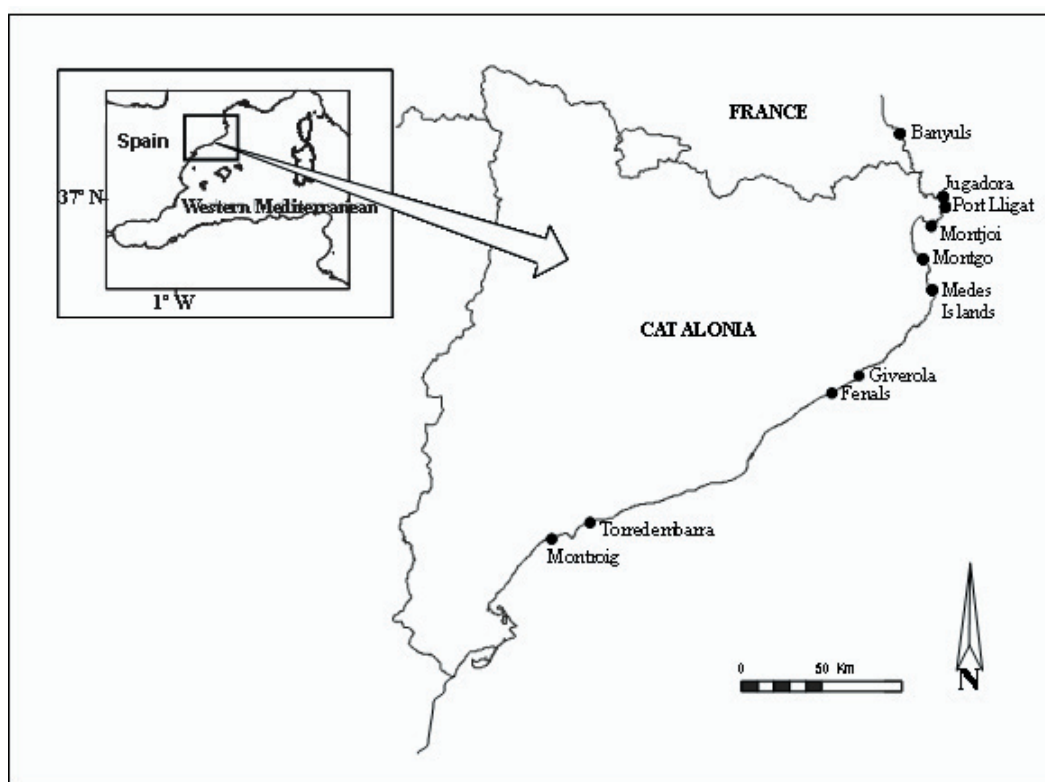 FRANCE
Banyuls
Spain
Jugadora
37° N
Western Mediterranean
Port Lligat
Montjoi
Montgo
1° W
Medes
Islands
CATALONIA
Giverola
Fenals
Torredembarra
Montroig
0 50 Km
N